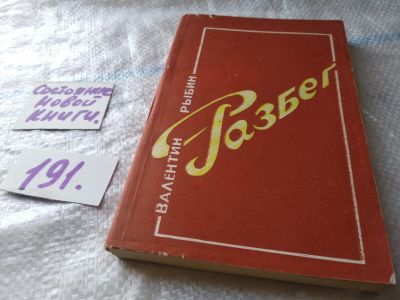 Состояние
новой
книги.
191.
ВАЛЕНТИН РЫБИН
Разбег